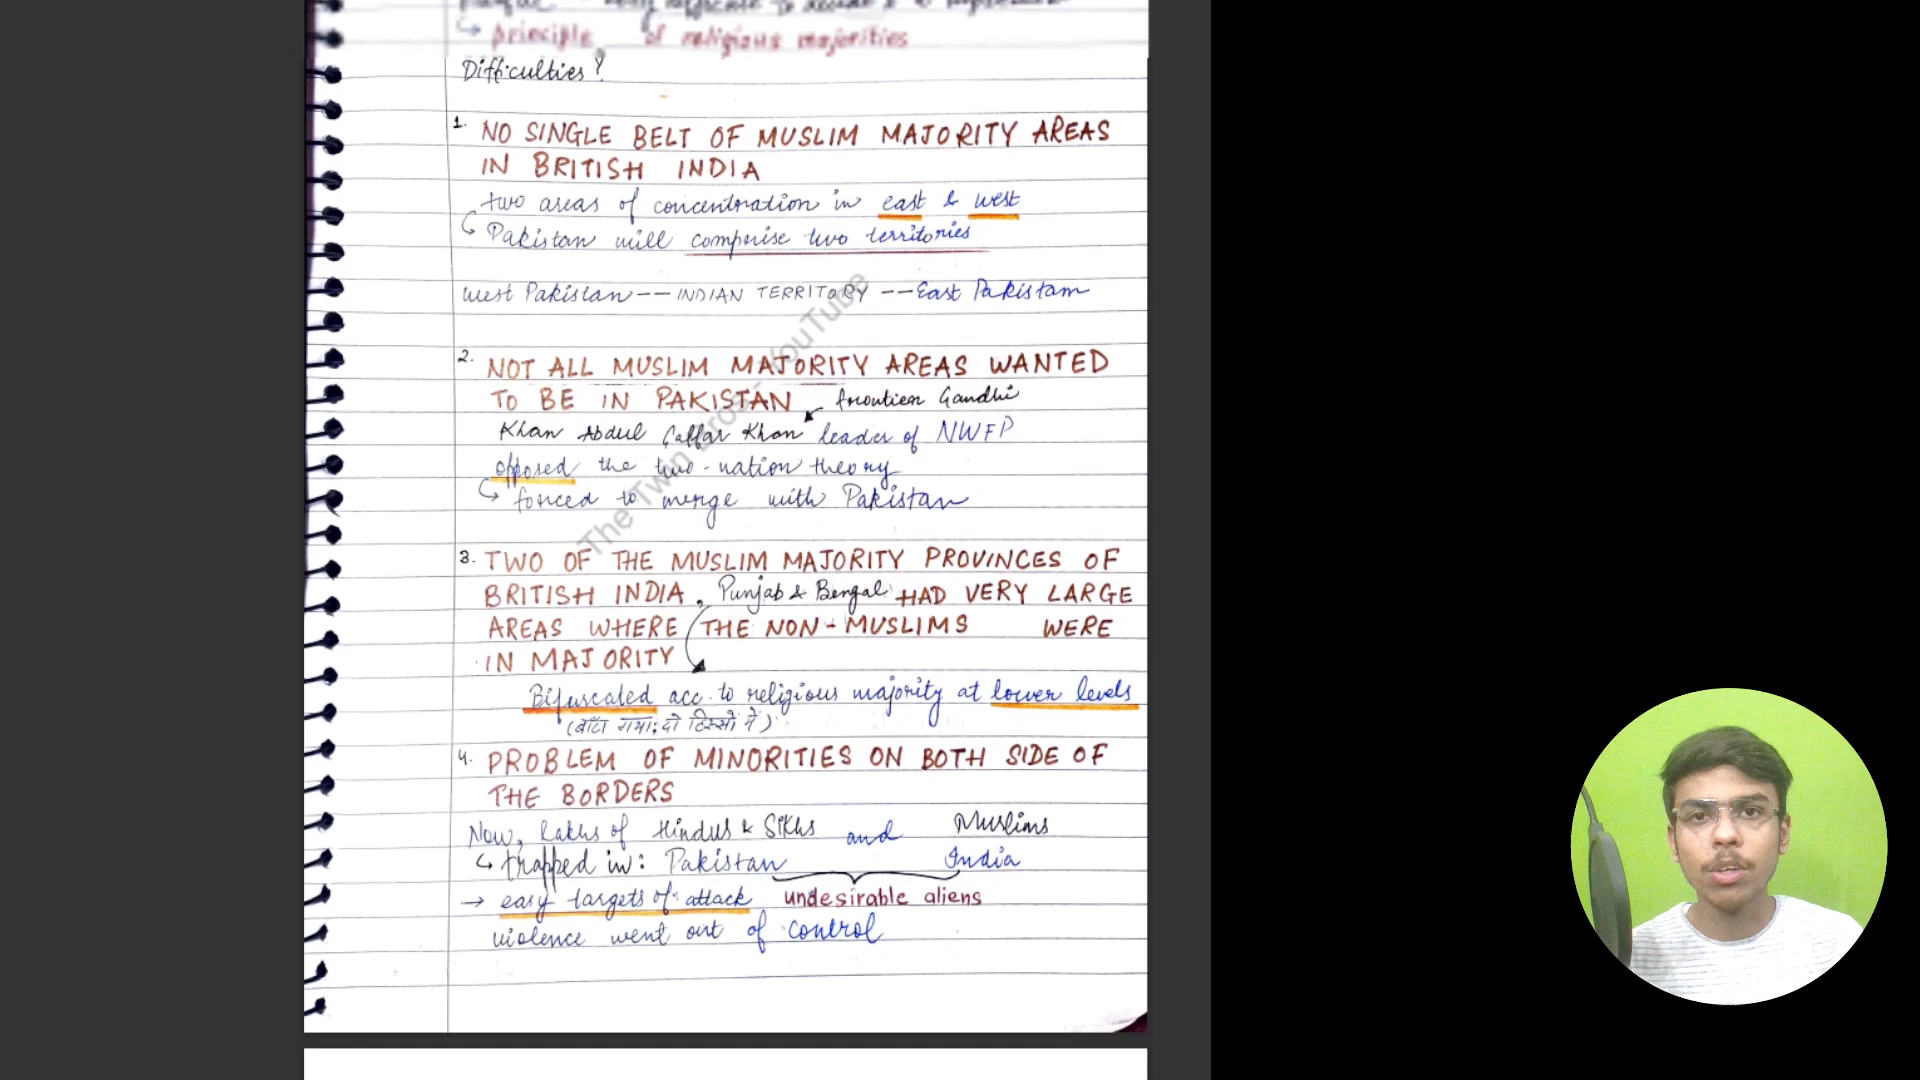 principle of religious majorities
Difficulties?
1. NO SINGLE BELT OF MUSLIM MAJORITY AREAS
IN BRITISH INDIA
two areas of concentration in east & west
Pakistan will comprise two territories
West Pakistan -- INDIAN TERRITORY -- East Pakistan
2. NOT ALL MUSLIM MAJORITY AREAS WANTED
TO BE IN PAKISTAN frontier Gandhi
Khan Abdul Gaffar Khan leader of NWFP
opposed the two-nation theory
↪ forced to merge with Pakistan
3. TWO OF THE MUSLIM MAJORITY PROVINCES OF
BRITISH INDIA, Punjab & Bengal HAD VERY LARGE
AREAS WHERE THE NON-MUSLIMS WERE
IN MAJORITY
Bifuscated acc. to religious majority at lower levels
(बाँटा गया; दो हिस्सों में)
4. PROBLEM OF MINORITIES ON BOTH SIDE OF
THE BORDERS
Now, lakhs of Hindus & Sikhs and Muslims
↪ trapped in: Pakistan India
→ easy targets of attack undesirable aliens
violence went out of control
The Twin Bros - YouTube